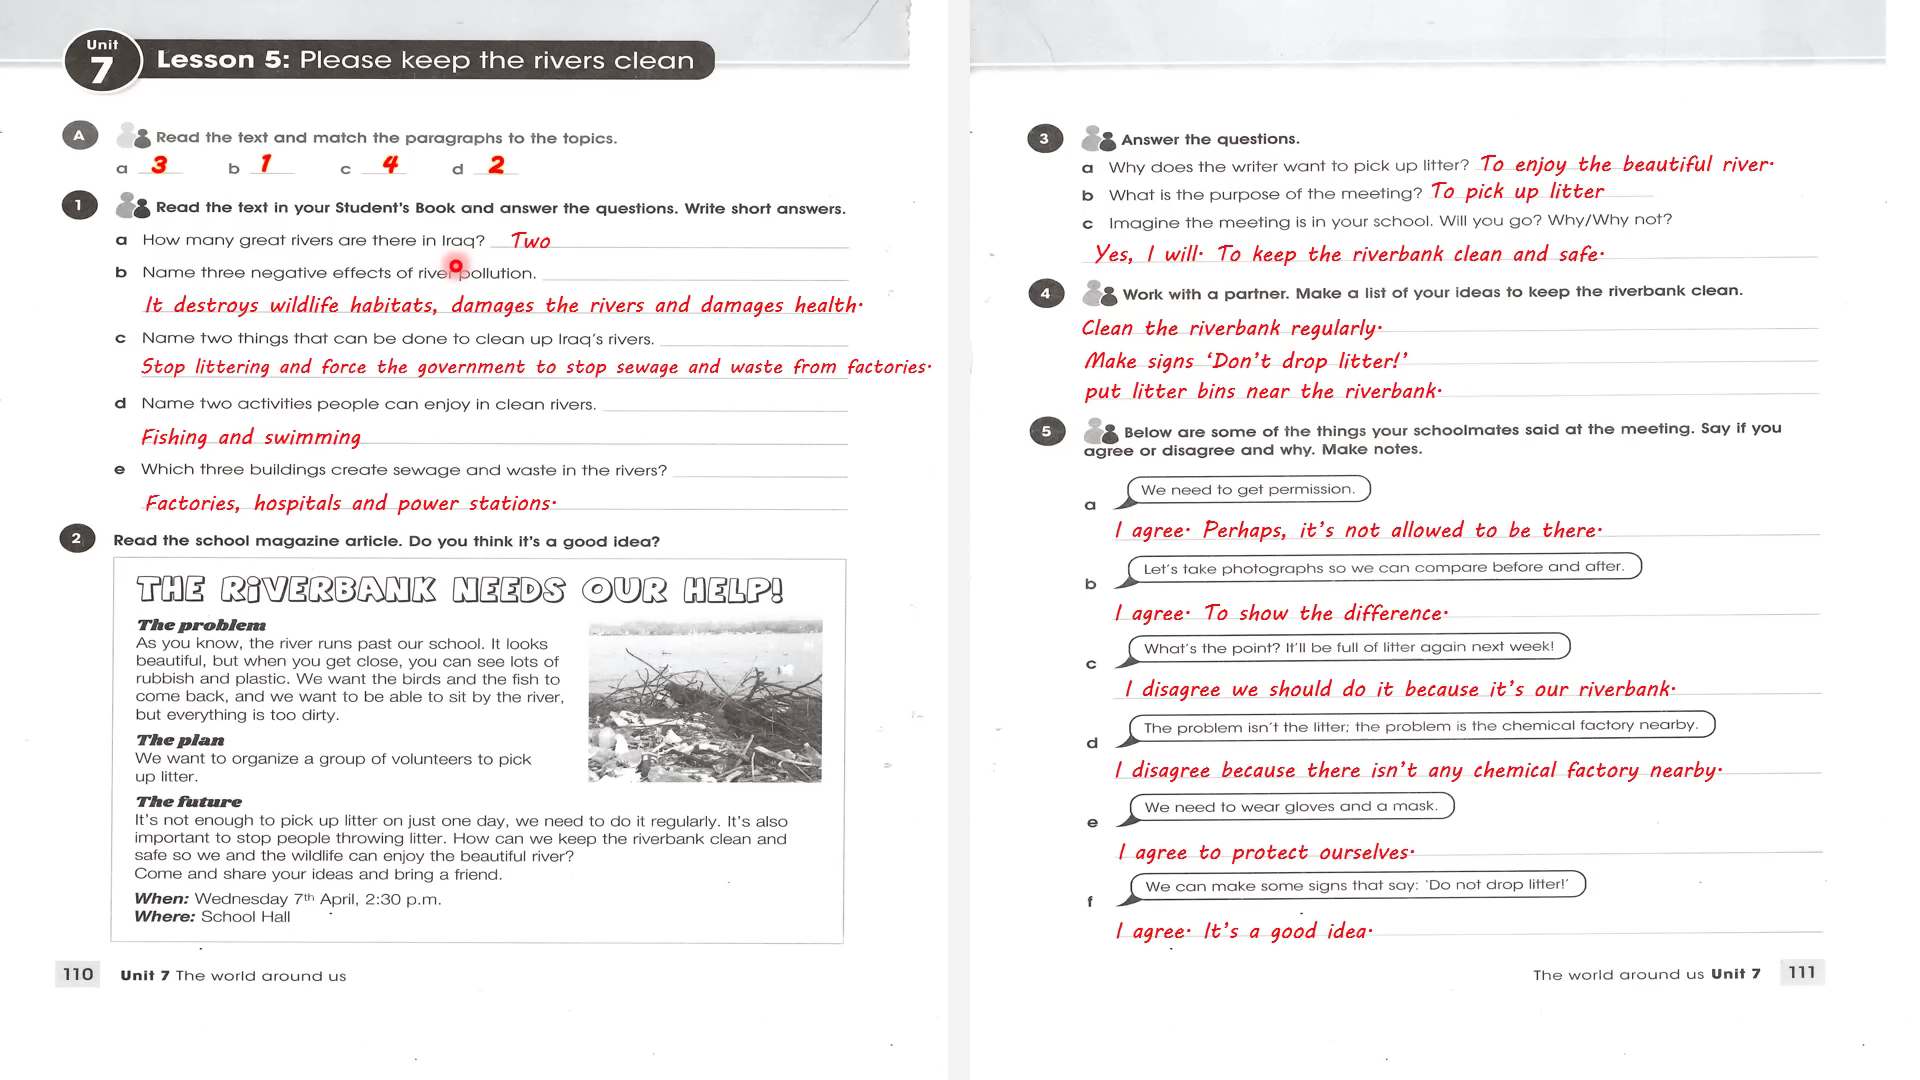 Unit
7
Lesson 5: Please keep the rivers clean
A Read the text and match the paragraphs to the topics.
a 3 b 1 c 4 d 2
1 Read the text in your Student's Book and answer the questions. Write short answers.
a How many great rivers are there in Iraq? Two
b Name three negative effects of river pollution.
It destroys wildlife habitats, damages the rivers and damages health.
c Name two things that can be done to clean up Iraq's rivers.
Stop littering and force the government to stop sewage and waste from factories.
d Name two activities people can enjoy in clean rivers.
Fishing and swimming
e Which three buildings create sewage and waste in the rivers?
Factories, hospitals and power stations.
2 Read the school magazine article. Do you think it's a good idea?
THE RiVERBANK NEEDS OUR HELP!
The problem
As you know, the river runs past our school. It looks
beautiful, but when you get close, you can see lots of
rubbish and plastic. We want the birds and the fish to
come back, and we want to be able to sit by the river,
but everything is too dirty.
The plan
We want to organize a group of volunteers to pick
up litter.
The future
It's not enough to pick up litter on just one day, we need to do it regularly. It's also
important to stop people throwing litter. How can we keep the riverbank clean and
safe so we and the wildlife can enjoy the beautiful river?
Come and share your ideas and bring a friend.
When: Wednesday 7th April, 2:30 p.m.
Where: School Hall
110 Unit 7 The world around us
3 Answer the questions.
a Why does the writer want to pick up litter? To enjoy the beautiful river.
b What is the purpose of the meeting? To pick up litter
c Imagine the meeting is in your school. Will you go? Why/Why not?
Yes, I will. To keep the riverbank clean and safe.
4 Work with a partner. Make a list of your ideas to keep the riverbank clean.
Clean the riverbank regularly.
Make signs 'Don't drop litter!'
put litter bins near the riverbank.
5 Below are some of the things your schoolmates said at the meeting. Say if you
agree or disagree and why. Make notes.
a We need to get permission.
I agree. Perhaps, it's not allowed to be there.
b Let's take photographs so we can compare before and after.
I agree. To show the difference.
c What's the point? It'll be full of litter again next week!
I disagree we should do it because it's our riverbank.
d The problem isn't the litter; the problem is the chemical factory nearby.
I disagree because there isn't any chemical factory nearby.
e We need to wear gloves and a mask.
I agree to protect ourselves.
f We can make some signs that say: 'Do not drop litter!'
I agree. It's a good idea.
The world around us Unit 7 111